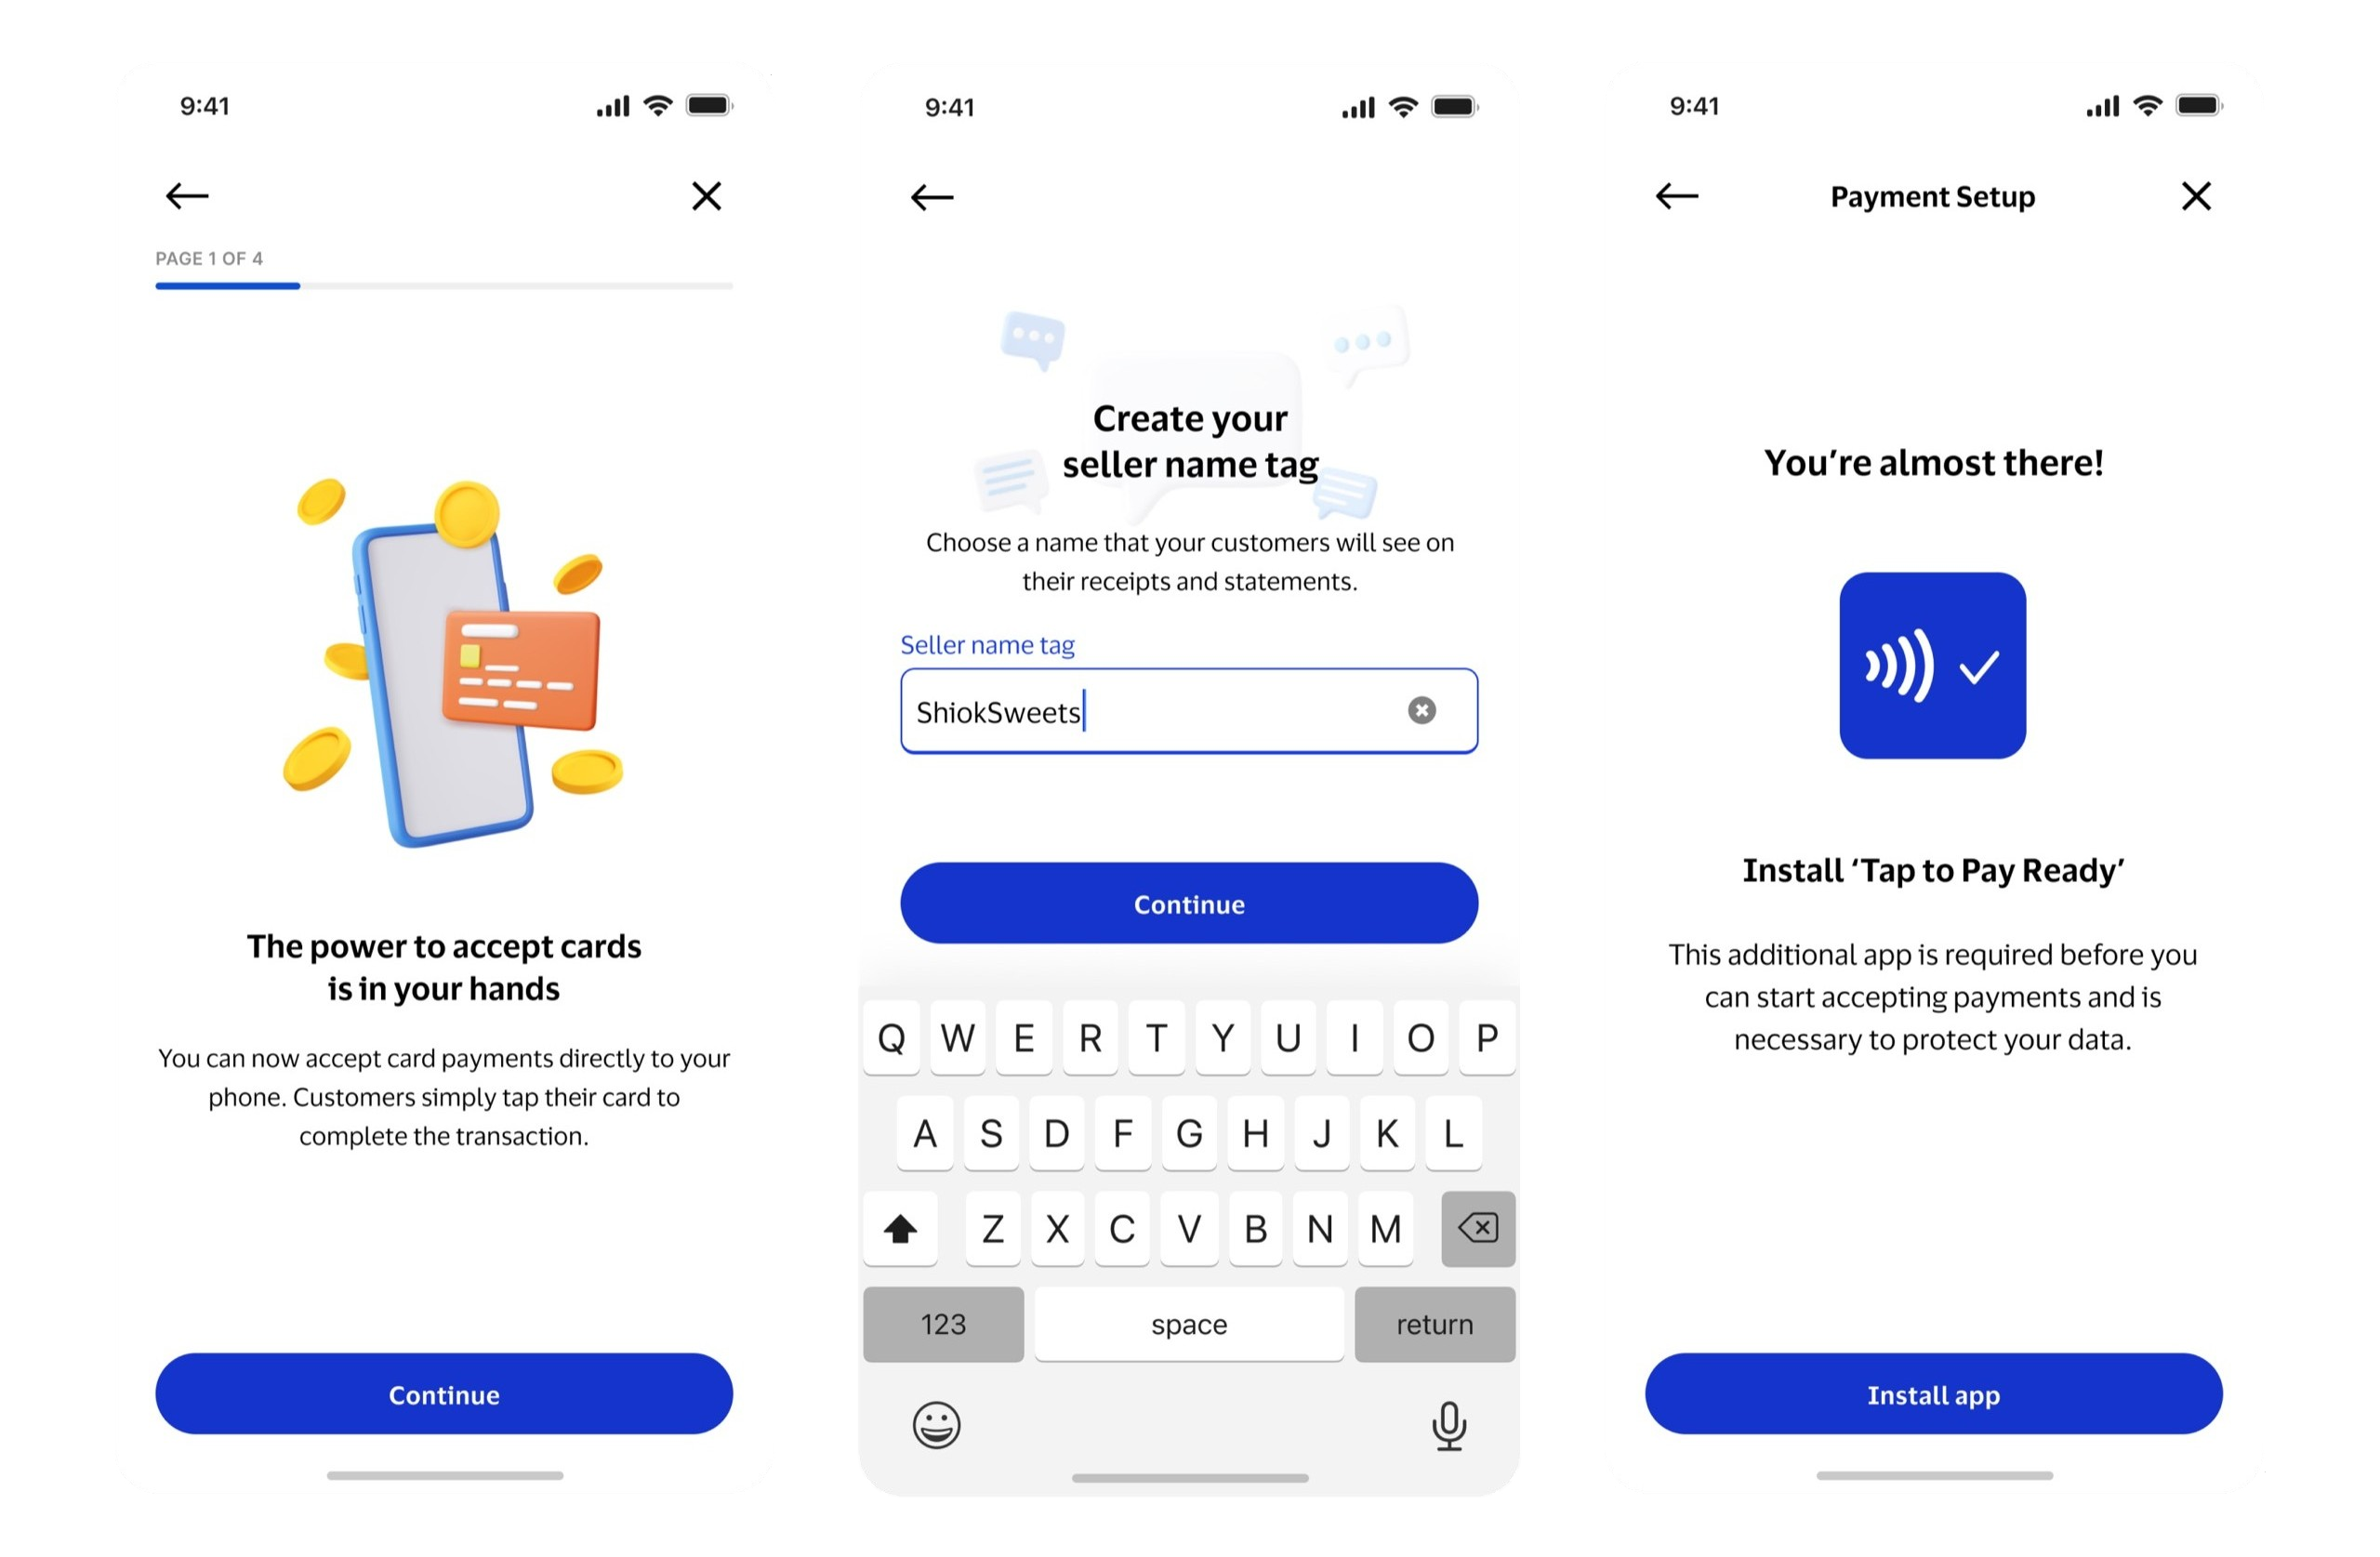 9:41
PAGE 1 OF 4
The power to accept cards
is in your hands
You can now accept card payments directly to your
phone. Customers simply tap their card to
complete the transaction.
Continue
9:41
Create your
seller name tag
Choose a name that your customers will see on
their receipts and statements.
Seller name tag
ShiokSweets
Continue
Q W E R T Y U I O P
A S D F G H J K L
Z X C V B N M
123 space return
9:41
Payment Setup
You’re almost there!
Install ‘Tap to Pay Ready’
This additional app is required before you
can start accepting payments and is
necessary to protect your data.
Install app